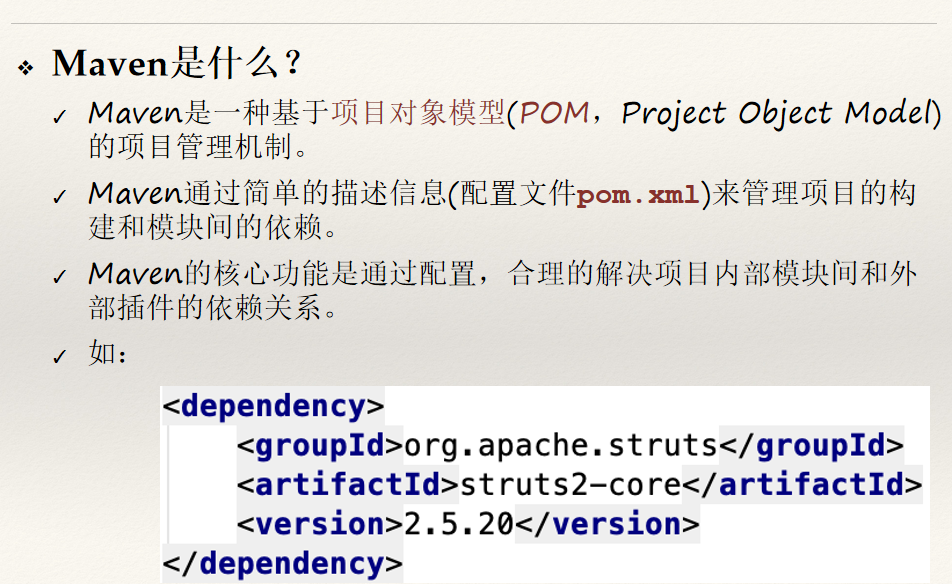 Maven是什么？
Maven是一种基于项目对象模型(POM，Project Object Model)
的项目管理机制。
Maven通过简单的描述信息(配置文件pom.xml)来管理项目的构
建和模块间的依赖。
Maven的核心功能是通过配置，合理的解决项目内部模块间和外
部插件的依赖关系。
如：
<dependency>
<groupId>org.apache.struts</groupId>
<artifactId>struts2-core</artifactId>
<version>2.5.20</version>
</dependency>